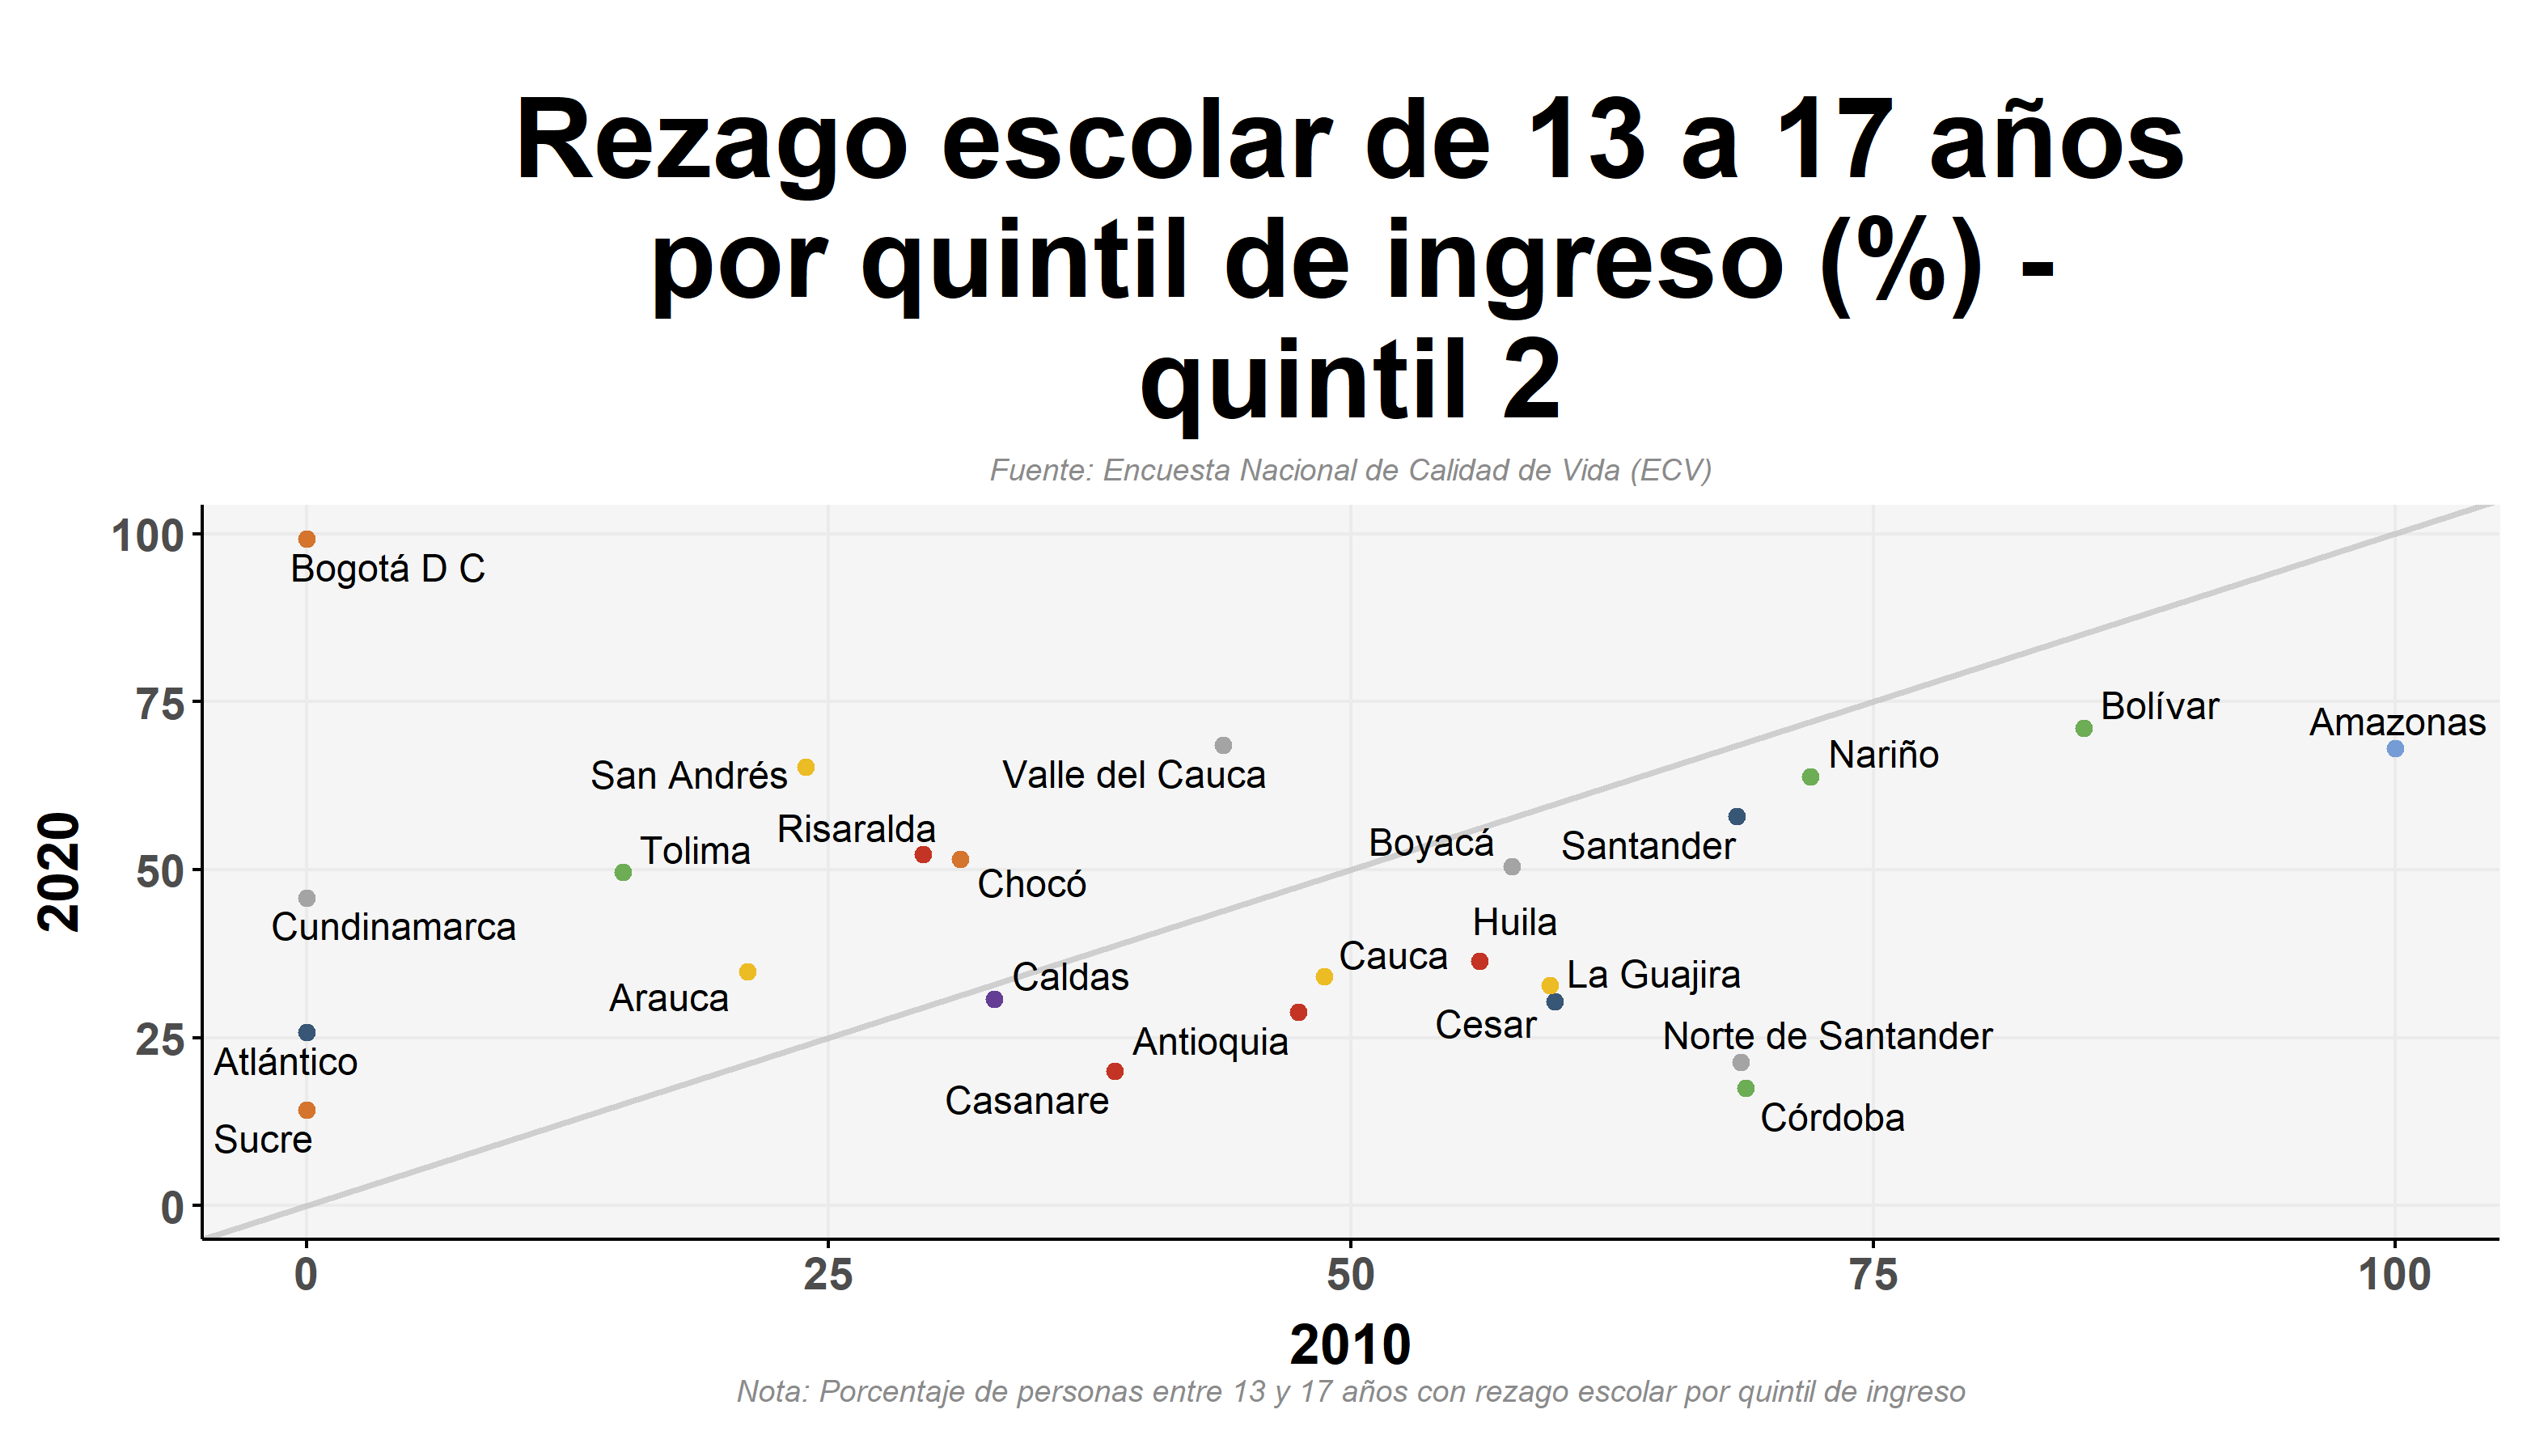 Rezago escolar de 13 a 17 años
por quintil de ingreso (%) -
quintil 2
Fuente: Encuesta Nacional de Calidad de Vida (ECV)
100
Bogotá D C
75
Bolívar
Amazonas
Nariño
San Andrés
Valle del Cauca
Risaralda
Boyacá
Santander
Tolima
50
Chocó
2020
Cundinamarca
Huila
Cauca
Caldas
La Guajira
Arauca
Cesar
25
Antioquia
Norte de Santander
Atlántico
Casanare
Córdoba
Sucre
0
0 25 50 75 100
2010
Nota: Porcentaje de personas entre 13 y 17 años con rezago escolar por quintil de ingreso